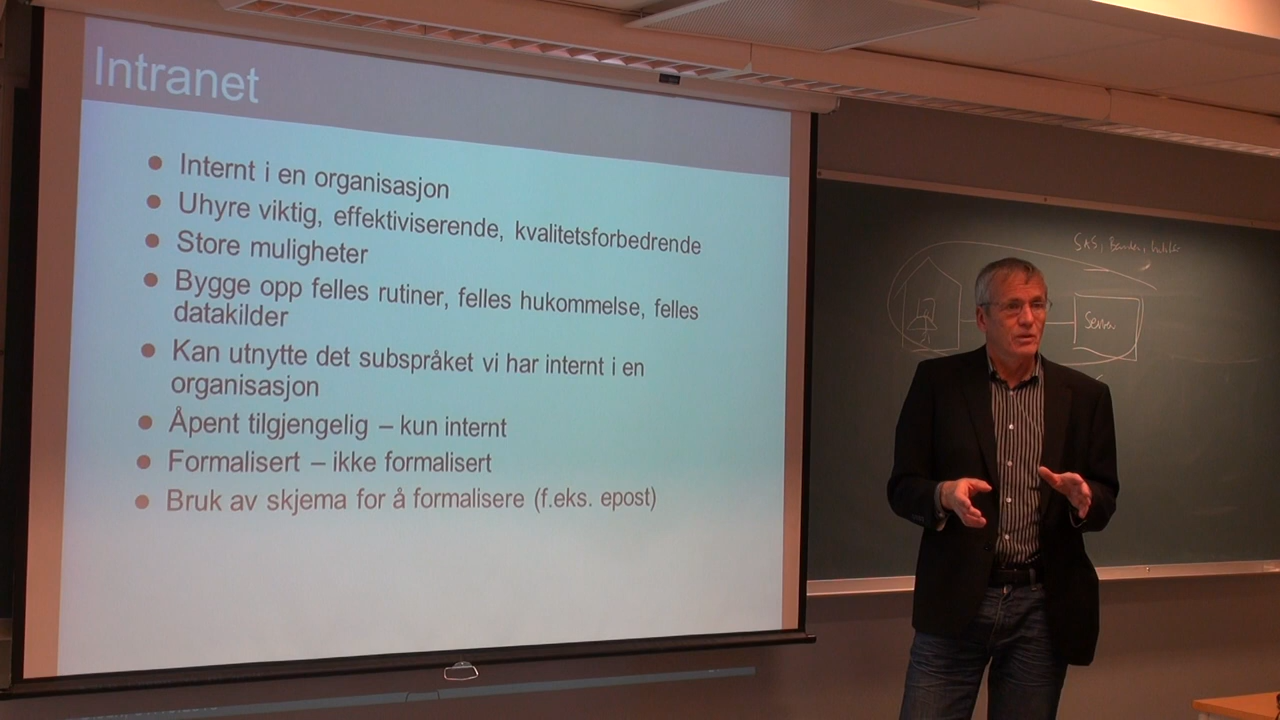 Intranet
● Internt i en organisasjon
● Uhyre viktig, effektiviserende, kvalitetsforbedrende
● Store muligheter
● Bygge opp felles rutiner, felles hukommelse, felles
datakilder
● Kan utnytte det subspråket vi har internt i en
organisasjon
● Åpent tilgjengelig – kun internt
● Formalisert – ikke formalisert
● Bruk av skjema for å formalisere (f.eks. epost)
SAS,
Server